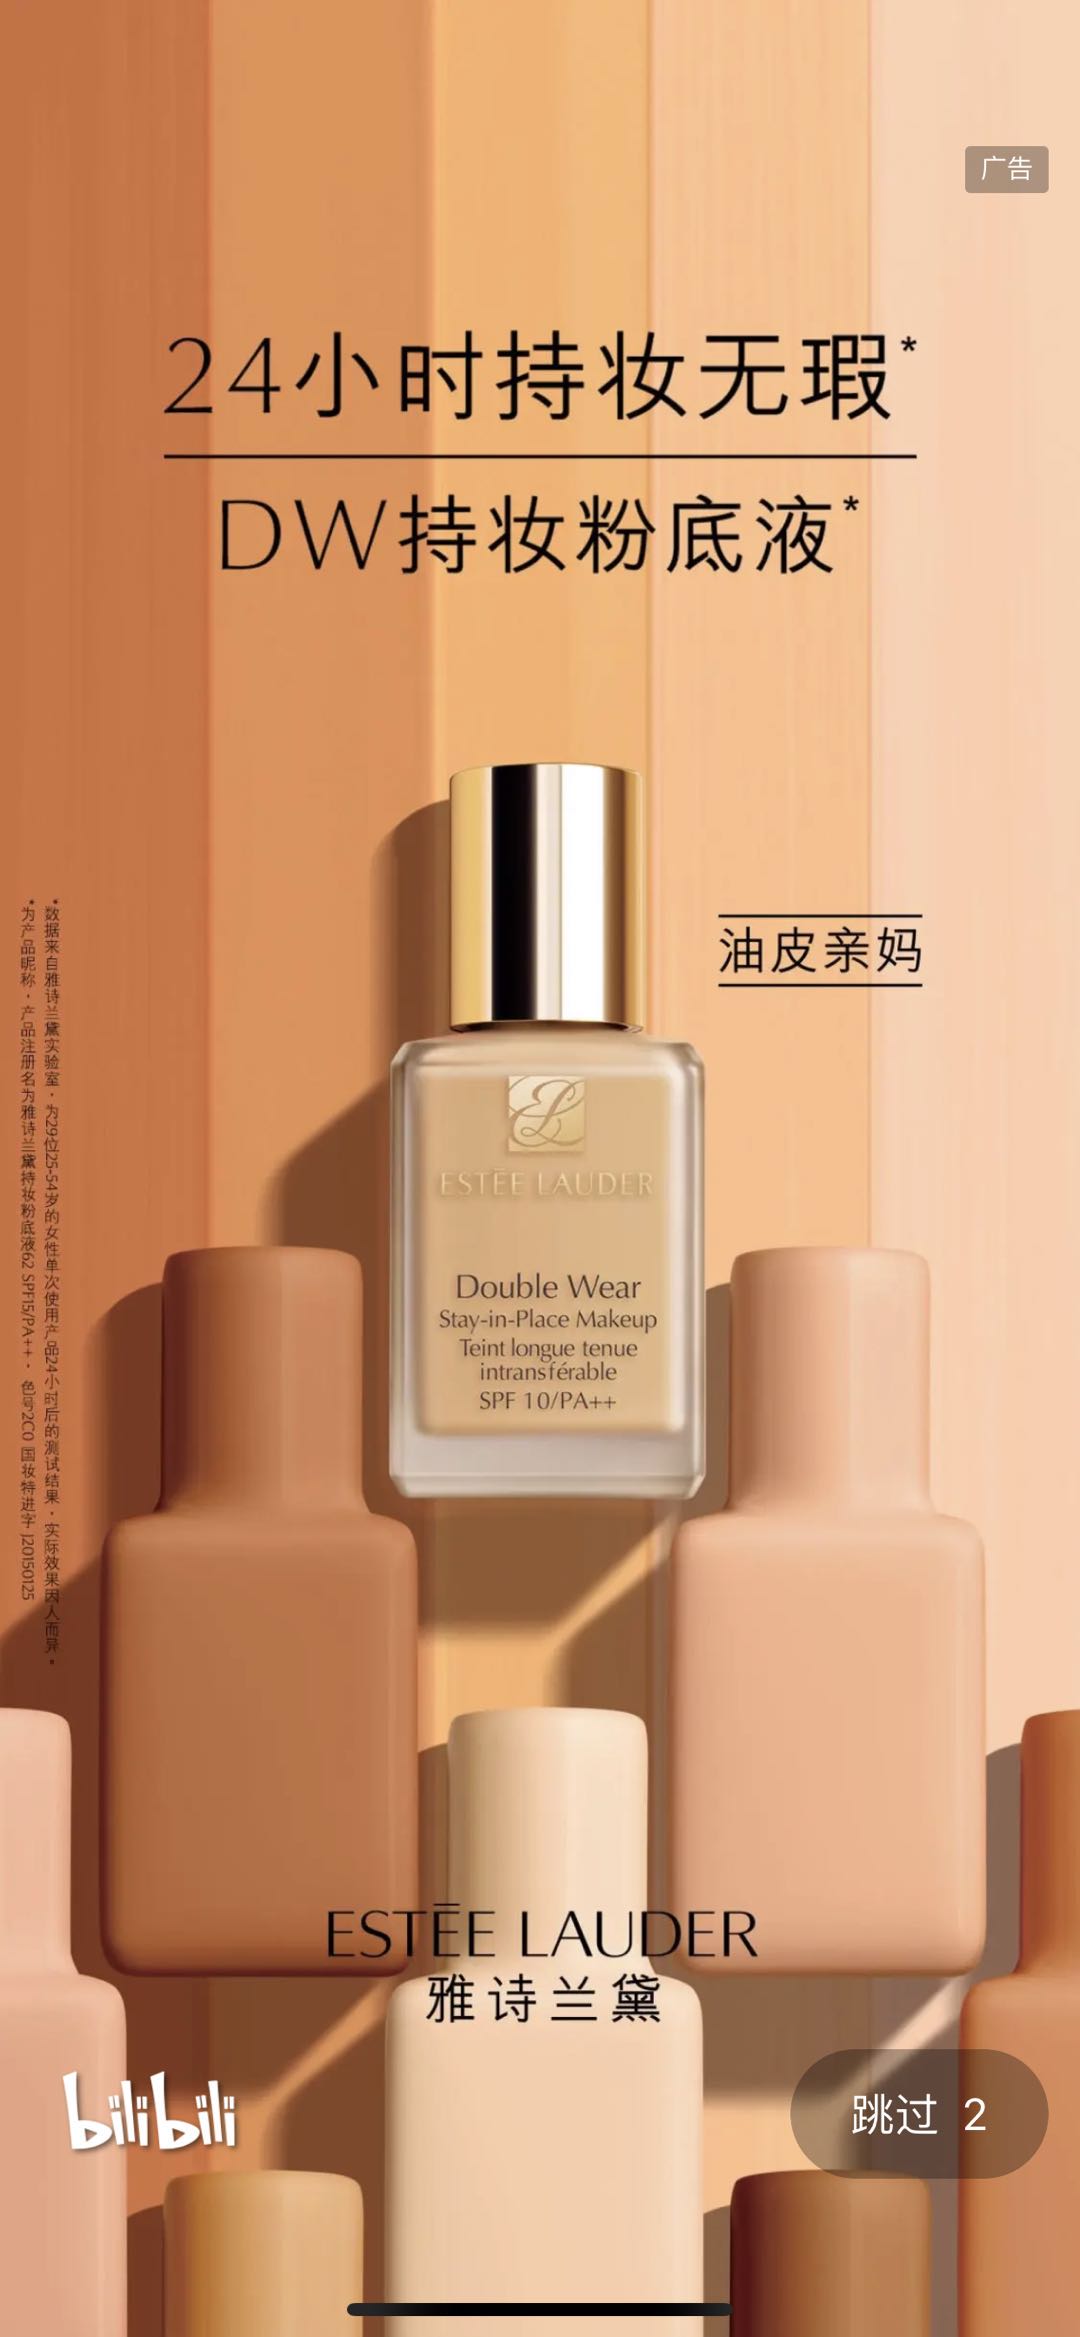 广告
24小时持妆无瑕*
DW持妆粉底液*
油皮亲妈
*数据来自雅诗兰黛实验室,为29位25-54岁的女性单次使用产品24小时后的测试结果,实际效果因人而异。
*为产品昵称,产品注册名为雅诗兰黛持妆粉底液62 SPF15/PA++, 色号2C0 国妆特进字 J20150125
ESTĒE LAUDER
Double Wear
Stay-in-Place Makeup
Teint longue tenue
intransférable
SPF 10/PA++
ESTĒE LAUDER
雅诗兰黛
bilibili
跳过 2